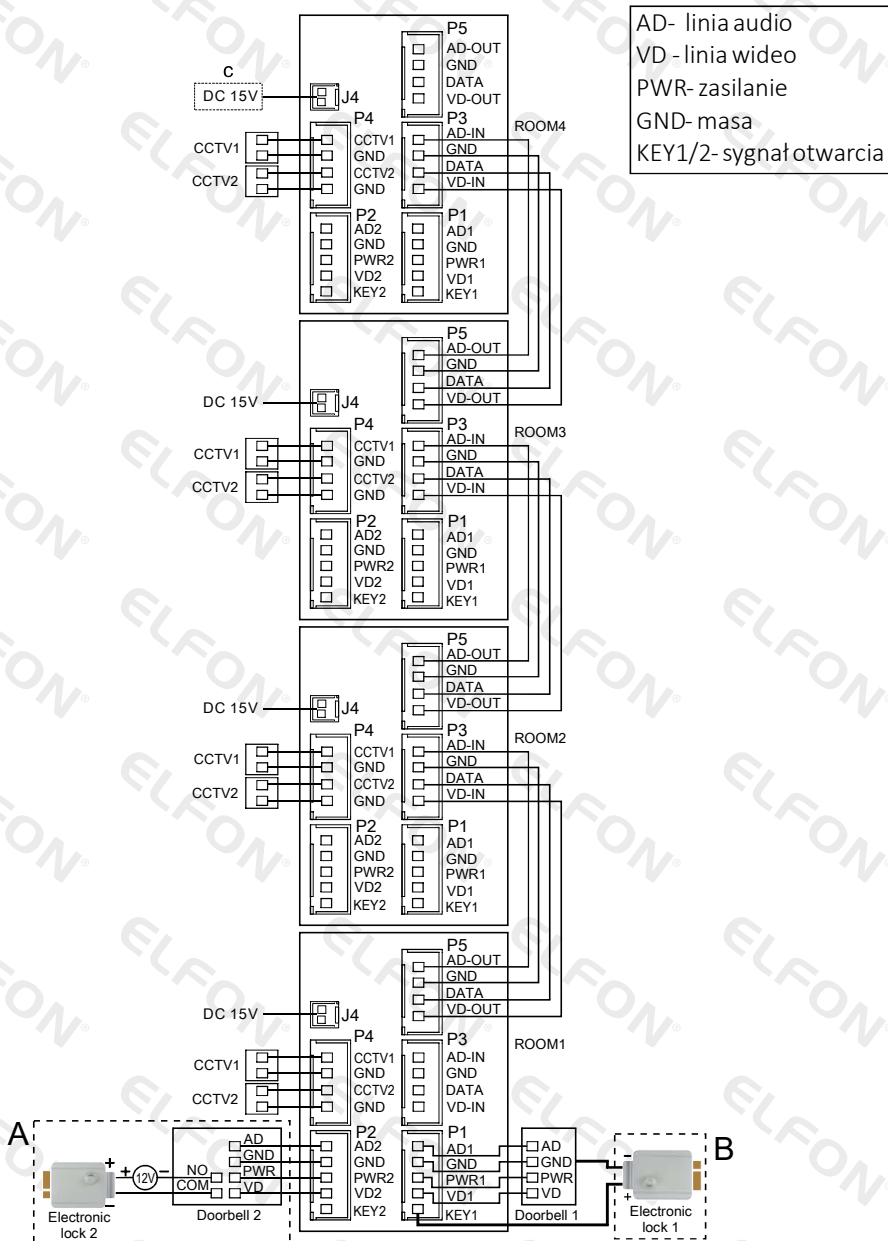 AD- linia audio
VD - linia wideo
PWR- zasilanie
GND- masa
KEY1/2- sygnał otwarcia
P5
AD-OUT
GND
DATA
VD-OUT
C
DC 15V
J4
P4
CCTV1
CCTV1
GND
CCTV2
CCTV2
GND
P3
AD-IN
ROOM4
GND
DATA
VD-IN
P2
AD2
GND
PWR2
VD2
KEY2
P1
AD1
GND
PWR1
VD1
KEY1
P5
AD-OUT
GND
DATA
VD-OUT
DC 15V
J4
P4
CCTV1
CCTV1
GND
CCTV2
CCTV2
GND
P3
AD-IN
ROOM3
GND
DATA
VD-IN
P2
AD2
GND
PWR2
VD2
KEY2
P1
AD1
GND
PWR1
VD1
KEY1
P5
AD-OUT
GND
DATA
VD-OUT
DC 15V
J4
P4
CCTV1
CCTV1
GND
CCTV2
CCTV2
GND
P3
AD-IN
ROOM2
GND
DATA
VD-IN
P2
AD2
GND
PWR2
VD2
KEY2
P1
AD1
GND
PWR1
VD1
KEY1
P5
AD-OUT
GND
DATA
VD-OUT
DC 15V
J4
P4
CCTV1
CCTV1
GND
CCTV2
CCTV2
GND
P3
AD-IN
ROOM1
GND
DATA
VD-IN
A
+
-
+
12V
-
Electronic
lock 2
NO
COM
AD
GND
PWR
VD
Doorbell 2
P2
AD2
GND
PWR2
VD2
KEY2
P1
AD1
GND
PWR1
VD1
KEY1
AD
GND
PWR
VD
Doorbell 1
B
-
+
Electronic
lock 1
ELFON®